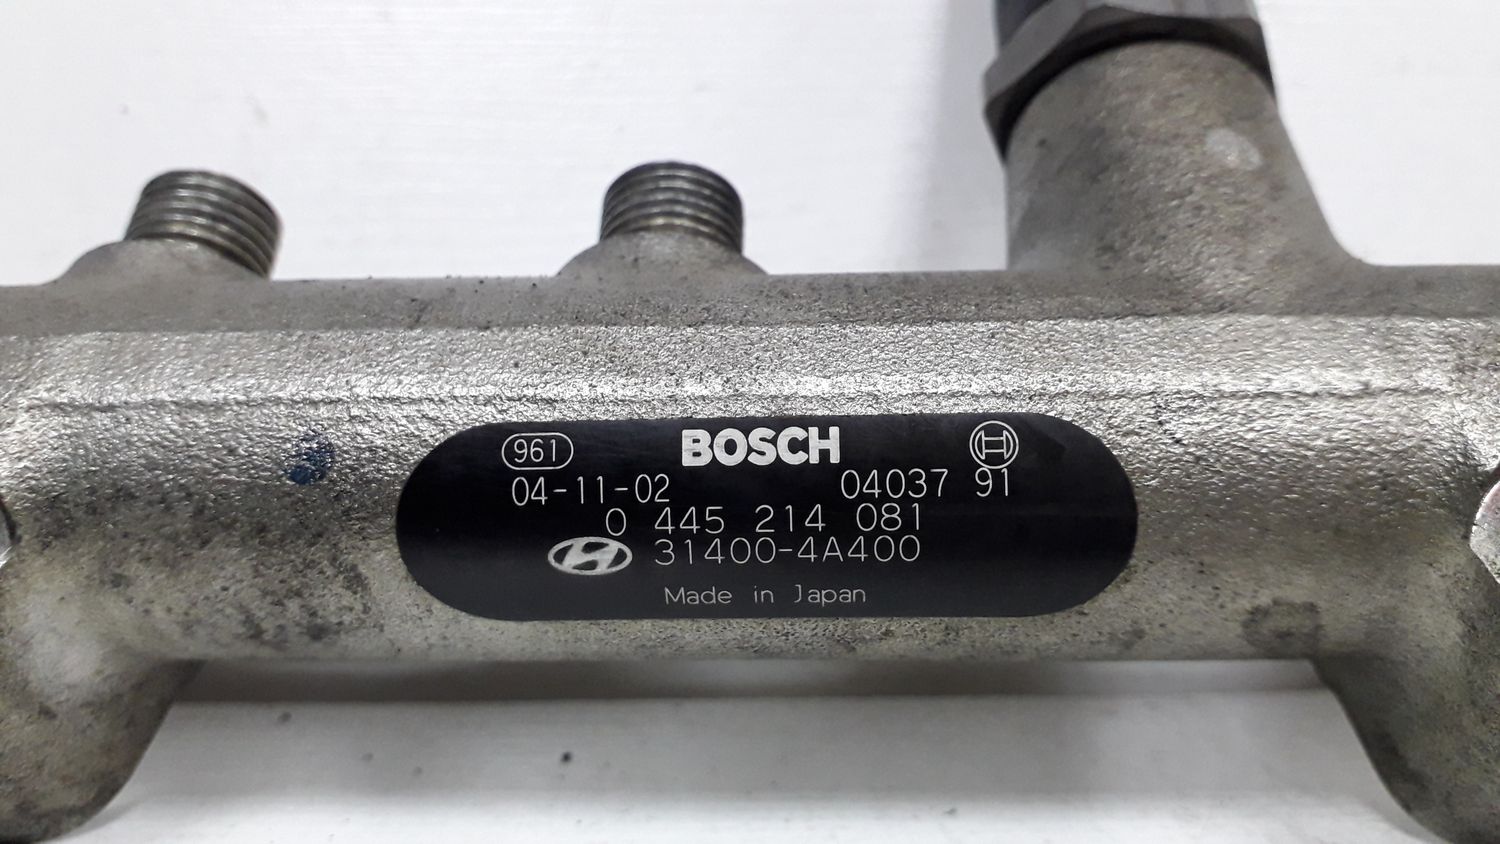 961 BOSCH
04-11-02 04037 91
0 445 214 081
31400-4A400
Made in Japan